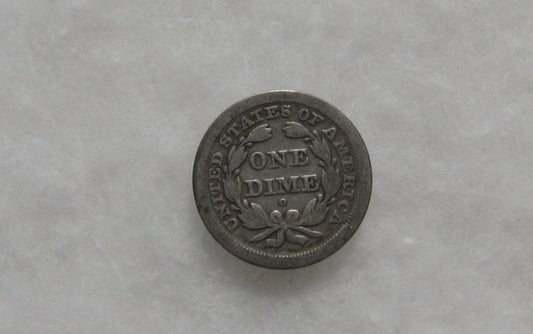 UNITED STATES OF AMERICA
ONE
DIME
O